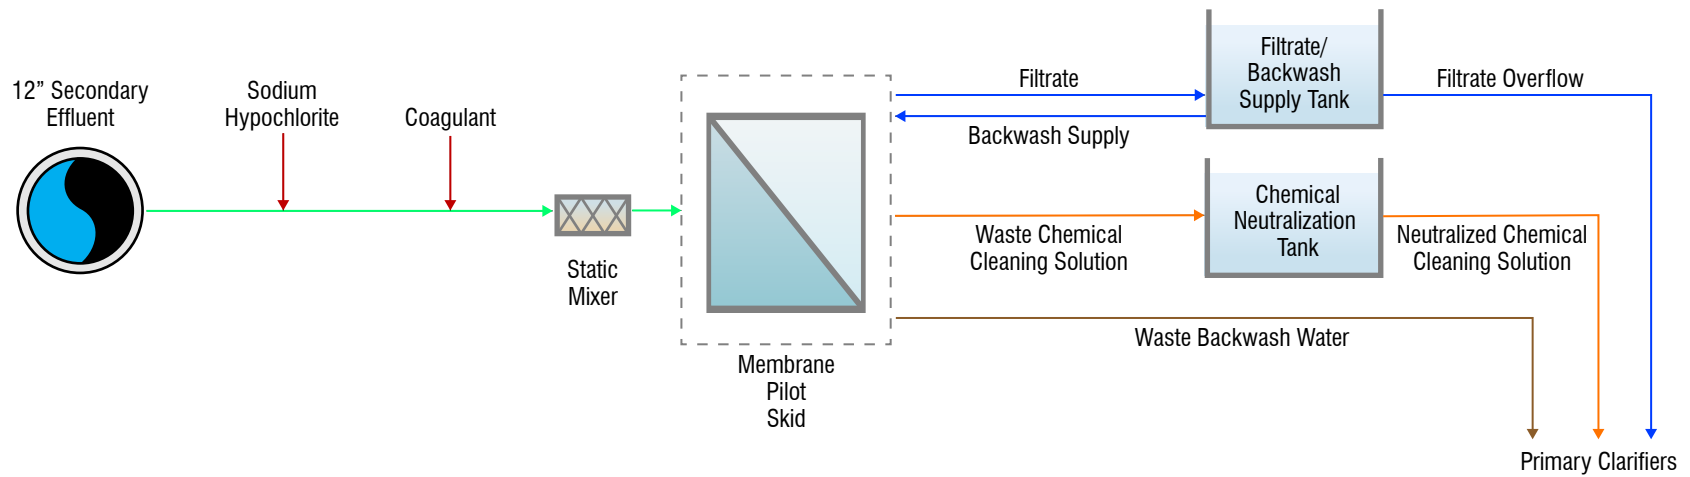 12” Secondary
Effluent
Sodium
Hypochlorite
Coagulant
Static
Mixer
Membrane
Pilot
Skid
Filtrate
Backwash Supply
Filtrate/
Backwash
Supply Tank
Filtrate Overflow
Waste Chemical
Cleaning Solution
Chemical
Neutralization
Tank
Neutralized Chemical
Cleaning Solution
Waste Backwash Water
Primary Clarifiers